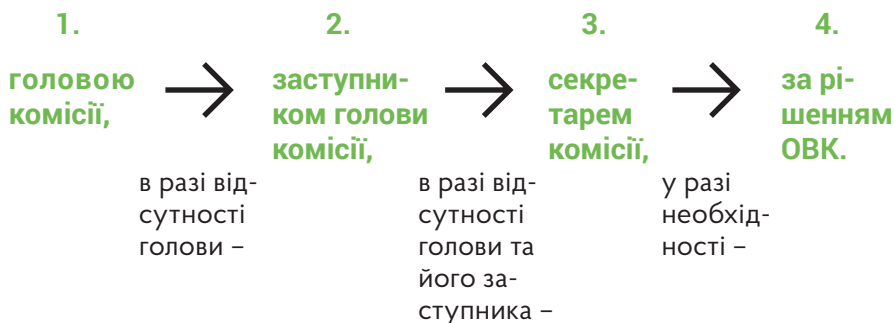 1.
головою
комісії,
в разі від-
сутності
голови –
2.
заступни-
ком голови
комісії,
в разі від-
сутності
голови та
його за-
ступника –
3.
секре-
тарем
комісії,
у разі
необхід-
ності –
4.
за рі-
шенням
ОВК.